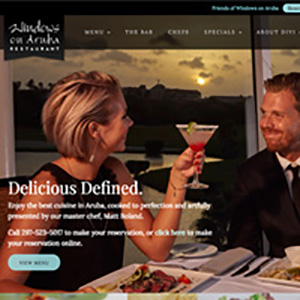 Friends of Windows on Aruba
Windows
on Aruba
RESTAURANT
MENU
THE BAR
CHEFS
SPECIALS
ABOUT DIVI
Delicious Defined.
Enjoy the best cuisine in Aruba, cooked to perfection and artfully
presented by our master chef, Matt Boland.
Call 297-523-5017 to make your reservation, or click here to make
your reservation online.
VIEW MENU